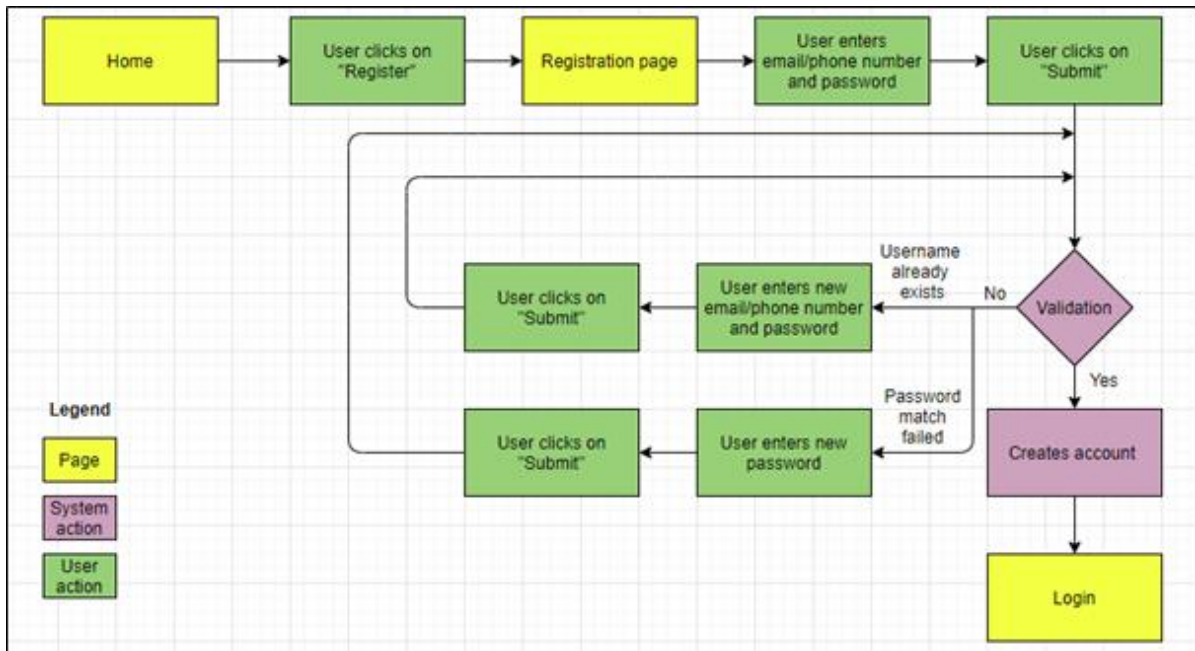 Home
User clicks on
"Register"
Registration page
User enters
email/phone number
and password
User clicks on
"Submit"
Username
already
exists
No
Validation
User enters new
email/phone number
and password
User clicks on
"Submit"
Yes
Password
match
failed
Creates account
User enters new
password
User clicks on
"Submit"
Login
Legend
Page
System
action
User
action